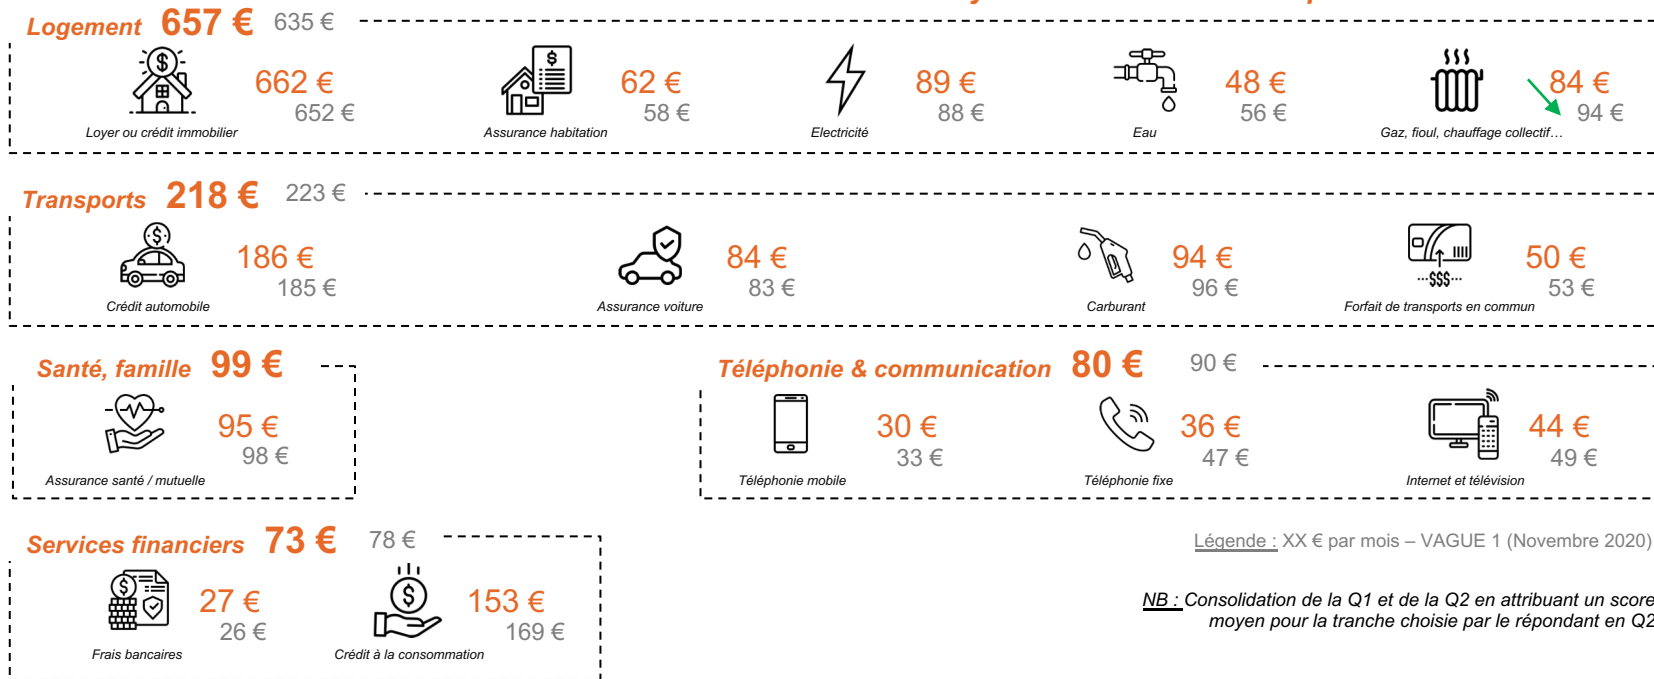 Logement 657 € 635 €
662 € 62 € 89 € 48 € 84 €
652 € 58 € 88 € 56 € 94 €
Loyer ou crédit immobilier Assurance habitation Electricité Eau Gaz, fioul, chauffage collectif…
Transports 218 € 223 €
186 € 84 € 94 € 50 €
185 € 83 € 96 € 53 €
···$$$···
Crédit automobile Assurance voiture Carburant Forfait de transports en commun
Santé, famille 99 €
95 €
98 €
Assurance santé / mutuelle
Téléphonie & communication 80 € 90 €
30 € 36 € 44 €
33 € 47 € 49 €
Téléphonie mobile Téléphonie fixe Internet et télévision
Services financiers 73 € 78 €
27 € 153 €
26 € 169 €
Frais bancaires Crédit à la consommation
Légende : XX € par mois – VAGUE 1 (Novembre 2020)
NB : Consolidation de la Q1 et de la Q2 en attribuant un score
moyen pour la tranche choisie par le répondant en Q2